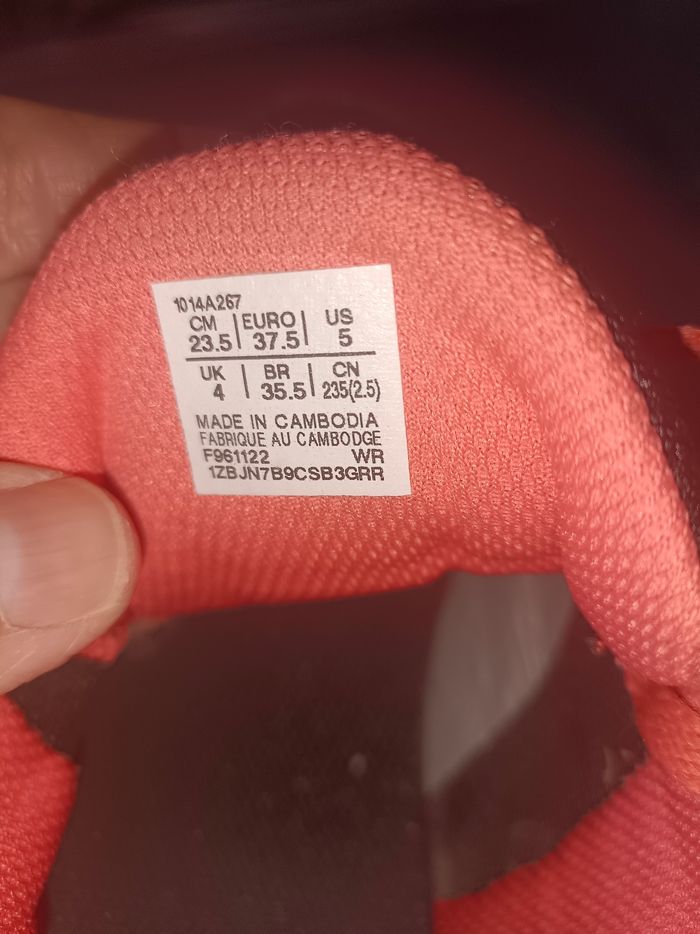 1014A267
CM | EURO | US
23.5 | 37.5 | 5
UK | BR | CN
4 | 35.5 | 235(2.5)
MADE IN CAMBODIA
FABRIQUE AU CAMBODGE
F961122 WR
1ZBJN7B9CSB3GRR